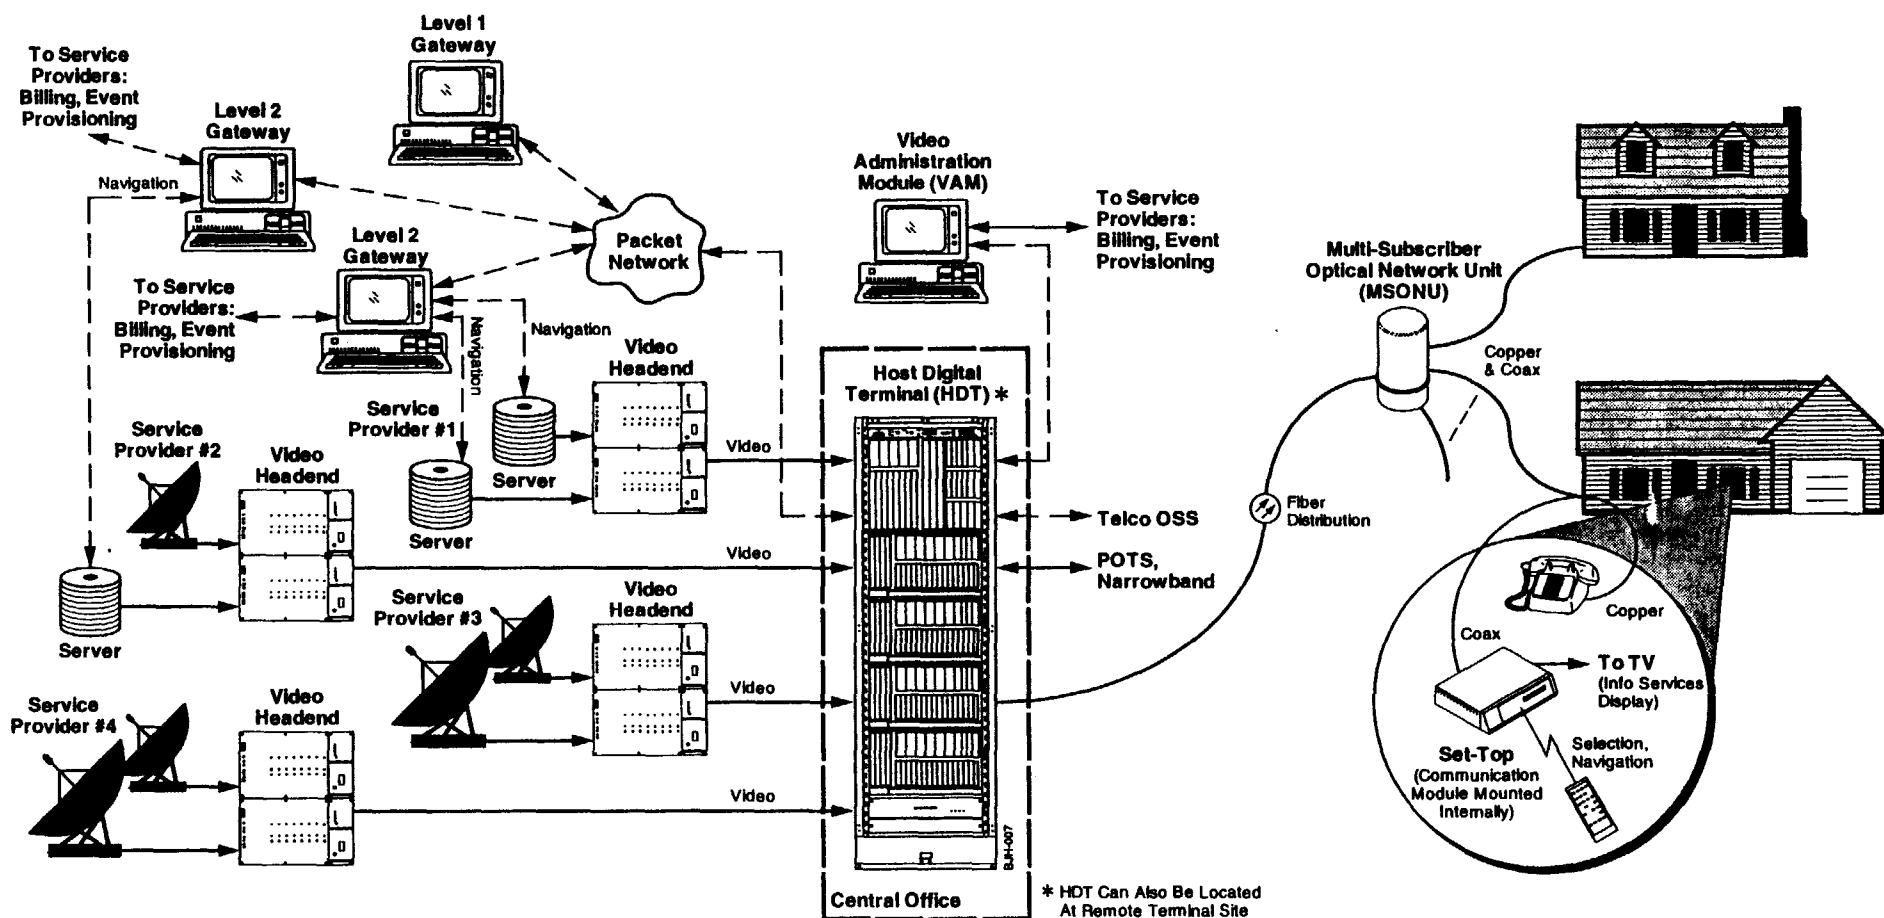 Level 1
Gateway
To Service
Providers:
Billing, Event
Provisioning
Level 2
Gateway
Navigation
Level 2
Gateway
Packet
Network
To Service
Providers:
Billing, Event
Provisioning
Navigation
Navigation
Video
Administration
Module (VAM)
To Service
Providers:
Billing, Event
Provisioning
Video
Headend
Service
Provider #1
Server
Server
Video
Service
Provider #2
Video
Headend
Server
Video
Service
Provider #3
Video
Headend
Video
Service
Provider #4
Video
Headend
Video
Host Digital
Terminal (HDT) *
Telco OSS
POTS,
Narrowband
BJH-007
Central Office
* HDT Can Also Be Located
At Remote Terminal Site
Fiber
Distribution
Multi-Subscriber
Optical Network Unit
(MSONU)
Copper
& Coax
Copper
Coax
To TV
(Info Services
Display)
Set-Top
(Communication
Module Mounted
Internally)
Selection,
Navigation